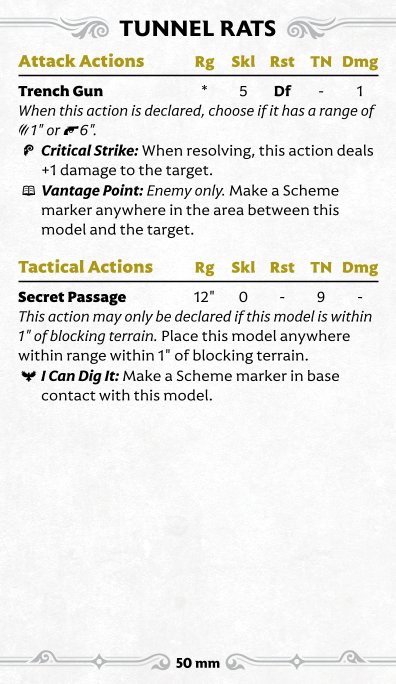 TUNNEL RATS
Attack Actions Rg Skl Rst TN Dmg
Trench Gun * 5 Df - 1
When this action is declared, choose if it has a range of
1" or 6".
Critical Strike: When resolving, this action deals
+1 damage to the target.
Vantage Point: Enemy only. Make a Scheme
marker anywhere in the area between this
model and the target.
Tactical Actions Rg Skl Rst TN Dmg
Secret Passage 12" 0 - 9 -
This action may only be declared if this model is within
1" of blocking terrain. Place this model anywhere
within range within 1" of blocking terrain.
I Can Dig It: Make a Scheme marker in base
contact with this model.
50 mm